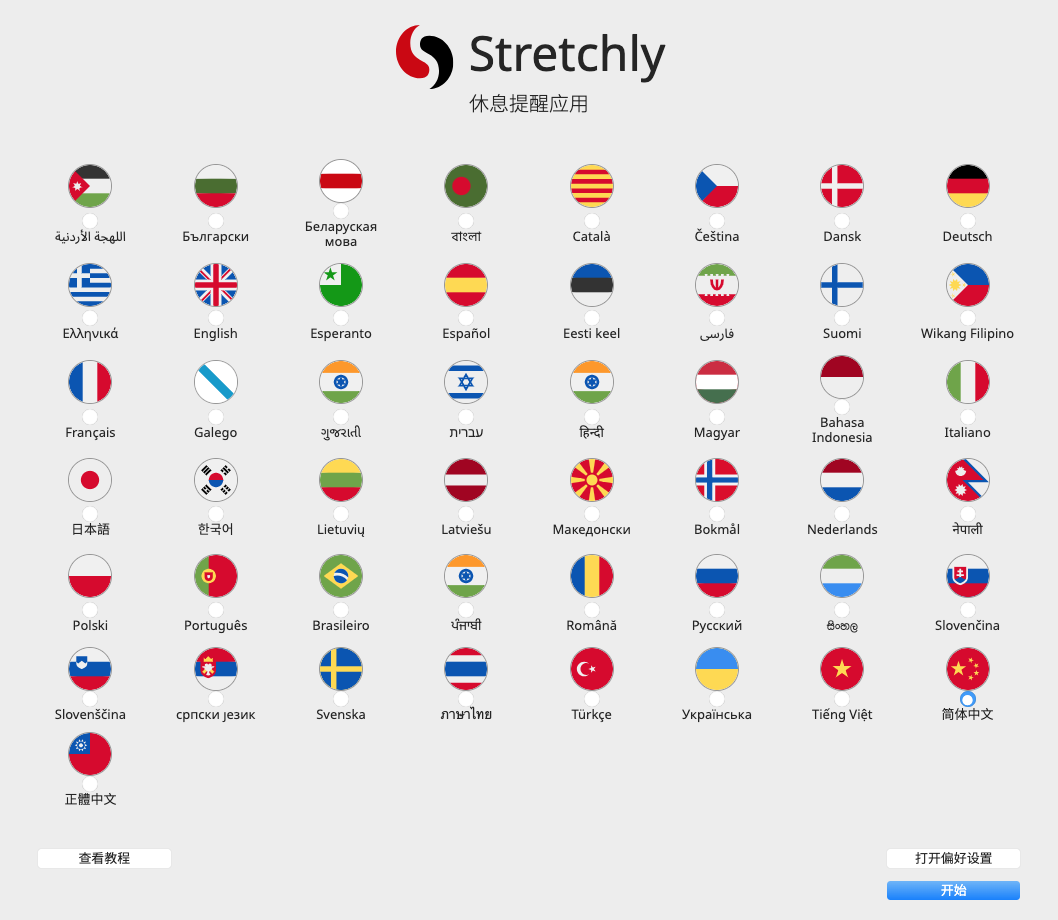 Stretchly
休息提醒应用
اللهجة الأردنية
Български
Беларуская
мова
বাংলা
Català
Čeština
Dansk
Deutsch
Ελληνικά
English
Esperanto
Español
Eesti keel
فارسی
Suomi
Wikang Filipino
Français
Galego
ગુજરાતી
עברית
हिन्दी
Magyar
Bahasa
Indonesia
Italiano
日本語
한국어
Lietuvių
Latviešu
Македонски
Bokmål
Nederlands
नेपाली
Polski
Português
Brasileiro
ਪੰਜਾਬੀ
Română
Русский
සිංහල
Slovenčina
Slovenščina
српски језик
Svenska
ภาษาไทย
Türkçe
Українська
Tiếng Việt
简体中文
正體中文
查看教程
打开偏好设置
开始